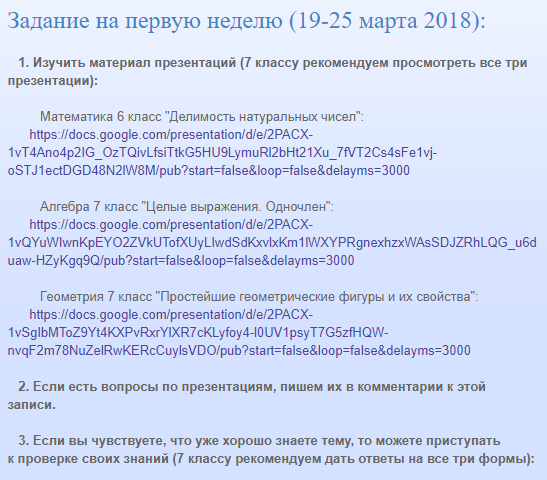 Задание на первую неделю (19-25 марта 2018):
1. Изучить материал презентаций (7 классу рекомендуем просмотреть все три
презентации):
Математика 6 класс "Делимость натуральных чисел":
https://docs.google.com/presentation/d/e/2PACX-
1vT4Ano4p2IG_OzTQivLfsiTtkG5HU9LymuRl2bHt21Xu_7fVT2Cs4sFe1vj-
oSTJ1ectDGD48N2lW8M/pub?start=false&loop=false&delayms=3000
Алгебра 7 класс "Целые выражения. Одночлен":
https://docs.google.com/presentation/d/e/2PACX-
1vQYuWIwnKpEYO2ZVkUTofXUyLlwdSdKxvlxKm1lWXYPRgnexhzxWAsSDJZRhLQG_u6d
uaw-HZyKgq9Q/pub?start=false&loop=false&delayms=3000
Геометрия 7 класс "Простейшие геометрические фигуры и их свойства":
https://docs.google.com/presentation/d/e/2PACX-
1vSglbMToZ9Yt4KXPvRxrYlXR7cKLyfoy4-l0UV1psyT7G5zfHQW-
nvqF2m78NuZelRwKERcCuylsVDO/pub?start=false&loop=false&delayms=3000
2. Если есть вопросы по презентациям, пишем их в комментарии к этой
записи.
3. Если вы чувствуете, что уже хорошо знаете тему, то можете приступать
к проверке своих знаний (7 классу рекомендуем дать ответы на все три формы):